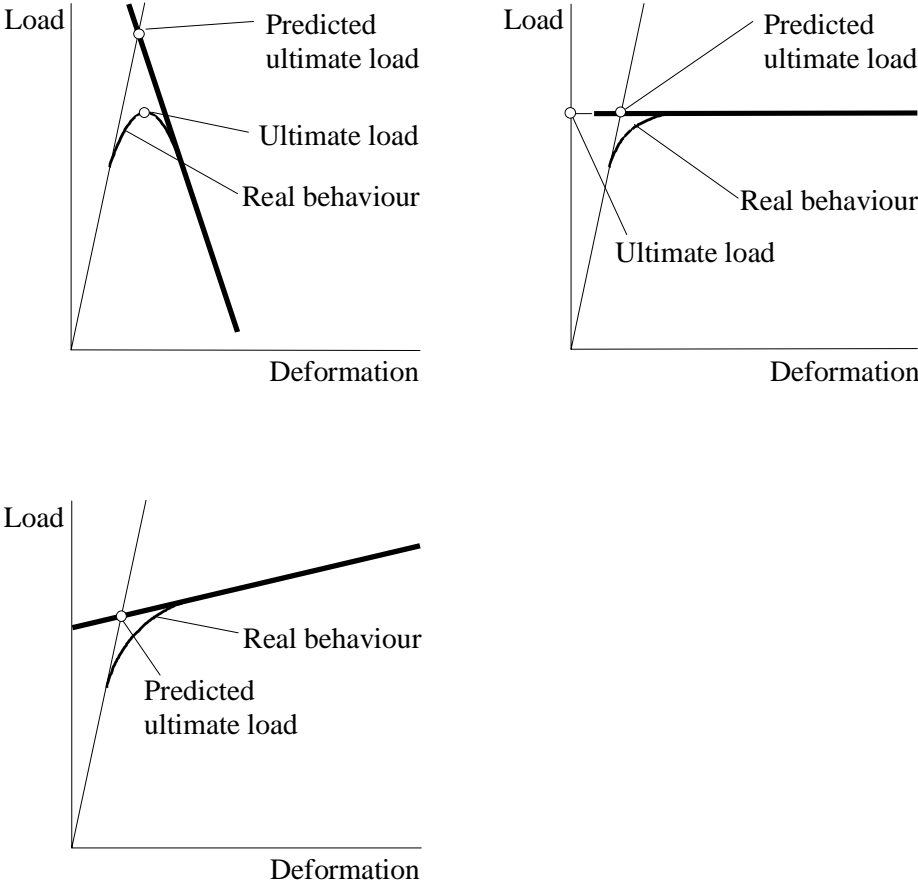 Load
Predicted
ultimate load
Ultimate load
Real behaviour
Deformation
Load
Predicted
ultimate load
Real behaviour
Ultimate load
Deformation
Load
Real behaviour
Predicted
ultimate load
Deformation